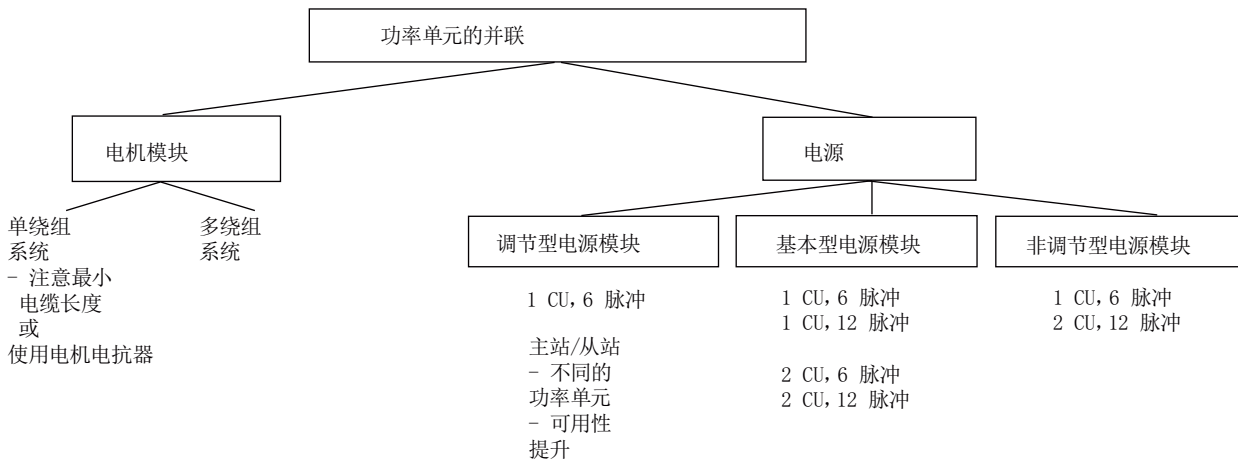 功率单元的并联
电机模块
电源
单绕组
系统
- 注意最小
电缆长度
或
使用电机电抗器
多绕组
系统
调节型电源模块
1 CU, 6 脉冲
主站/从站
- 不同的
功率单元
- 可用性
提升
基本型电源模块
1 CU, 6 脉冲
1 CU, 12 脉冲
2 CU, 6 脉冲
2 CU, 12 脉冲
非调节型电源模块
1 CU, 6 脉冲
2 CU, 12 脉冲